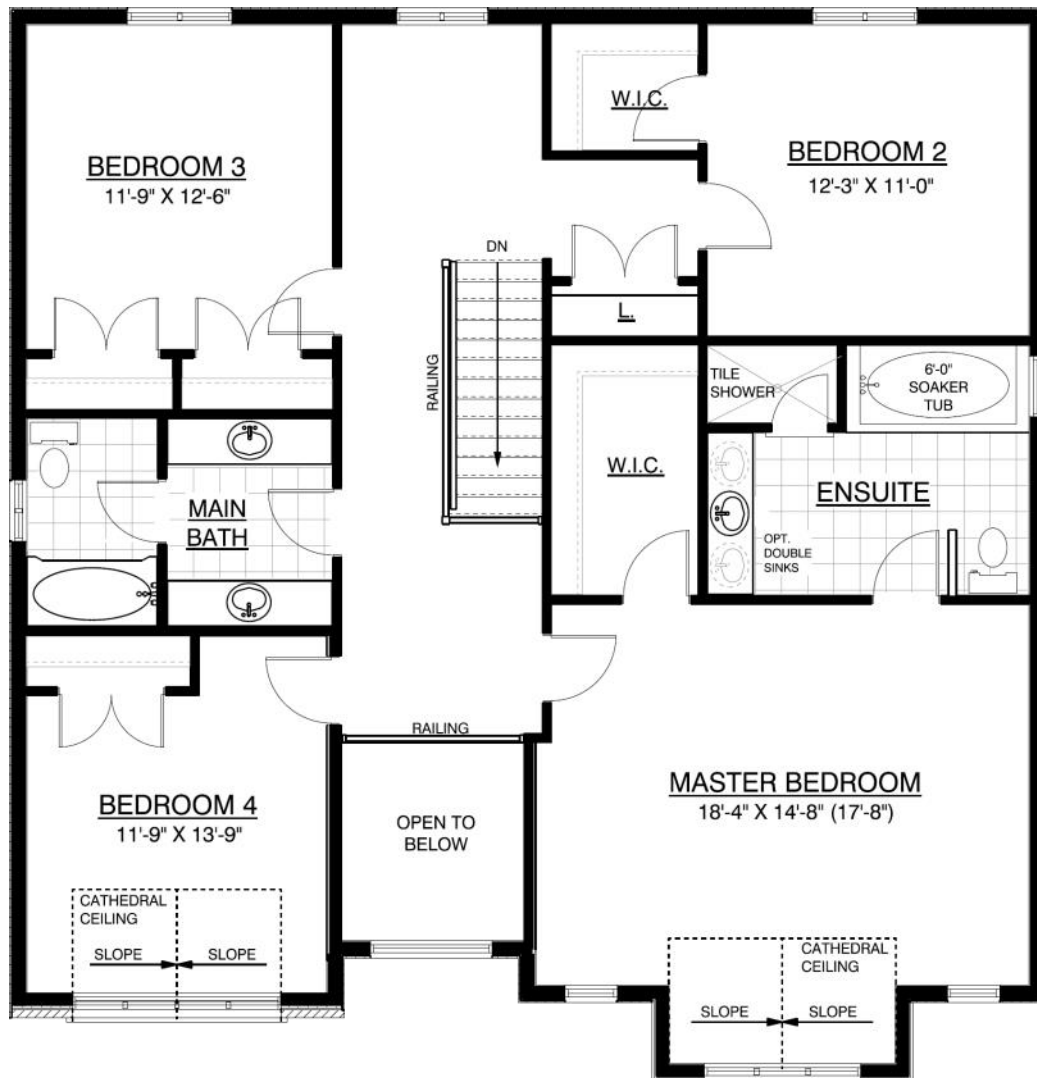 W.I.C.
BEDROOM 3
11'-9" X 12'-6"
BEDROOM 2
12'-3" X 11'-0"
DN
L.
RAILING
TILE
SHOWER
6'-0"
SOAKER
TUB
W.I.C.
ENSUITE
MAIN
BATH
OPT.
DOUBLE
SINKS
RAILING
BEDROOM 4
11'-9" X 13'-9"
OPEN TO
BELOW
MASTER BEDROOM
18'-4" X 14'-8" (17'-8")
CATHEDRAL
CEILING
SLOPE
SLOPE
CATHEDRAL
CEILING
SLOPE
SLOPE